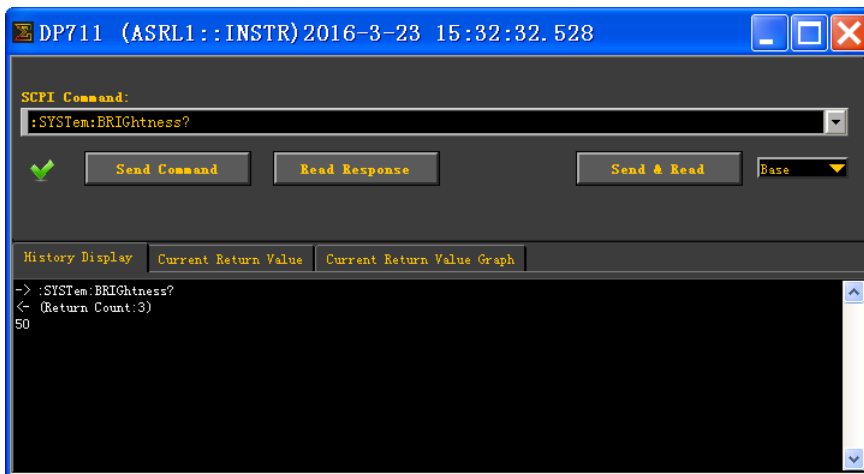 DP711 (ASRL1::INSTR)2016-3-23 15:32:32.528
SCPI Command:
:SYSTem:BRIGhtness?
Send Command Read Response Send & Read Base
History Display Current Return Value Current Return Value Graph
-> :SYSTem:BRIGhtness?
<- (Return Count:3)
50